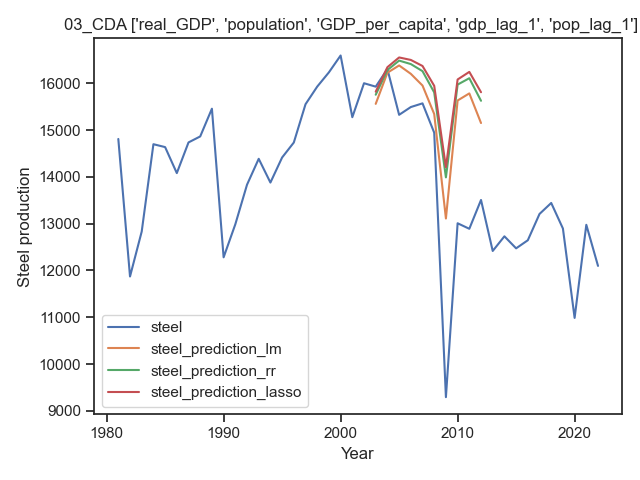 03_CDA ['real_GDP', 'population', 'GDP_per_capita', 'gdp_lag_1', 'pop_lag_1']
Steel production
16000
15000
14000
13000
12000
11000
10000
9000
steel
steel_prediction_lm
steel_prediction_rr
steel_prediction_lasso
1980
1990
2000
2010
2020
Year